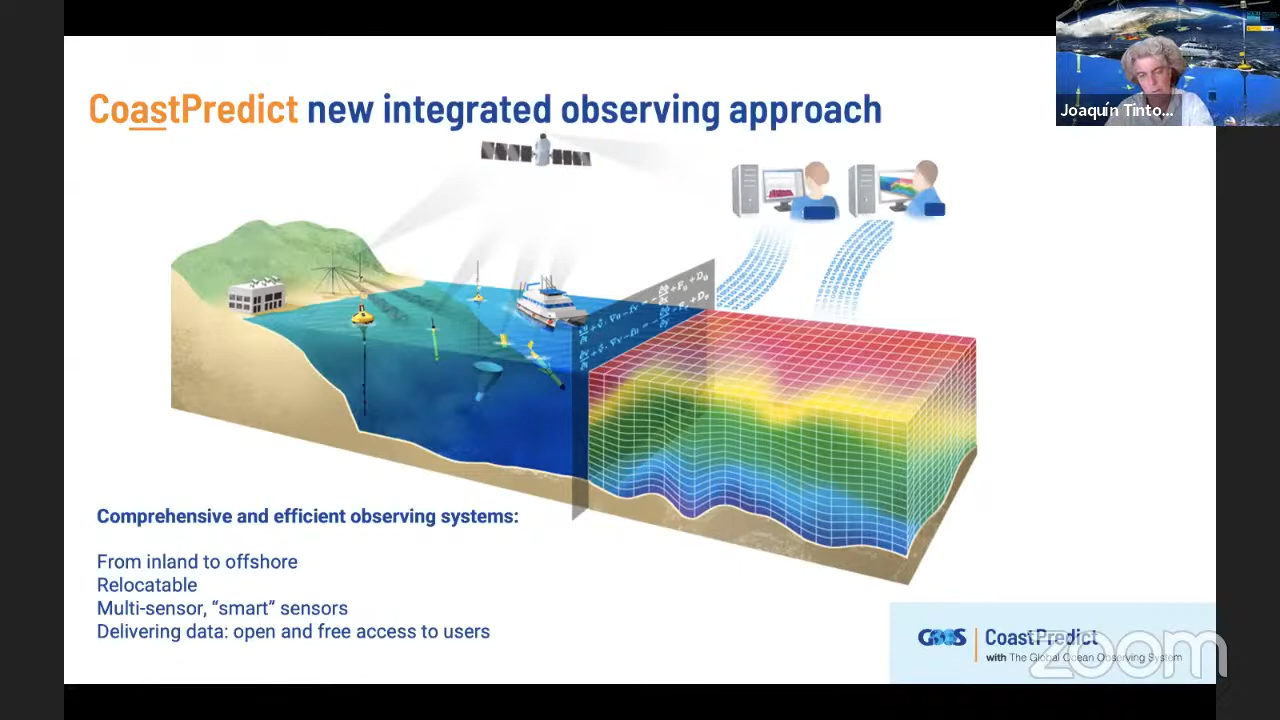 CoastPredict new integrated observing approach
Joaquín Tinto...
Comprehensive and efficient observing systems:
From inland to offshore
Relocatable
Multi-sensor, “smart” sensors
Delivering data: open and free access to users
GOOS
CoastPredict
with The Global Ocean Observing System
zoom